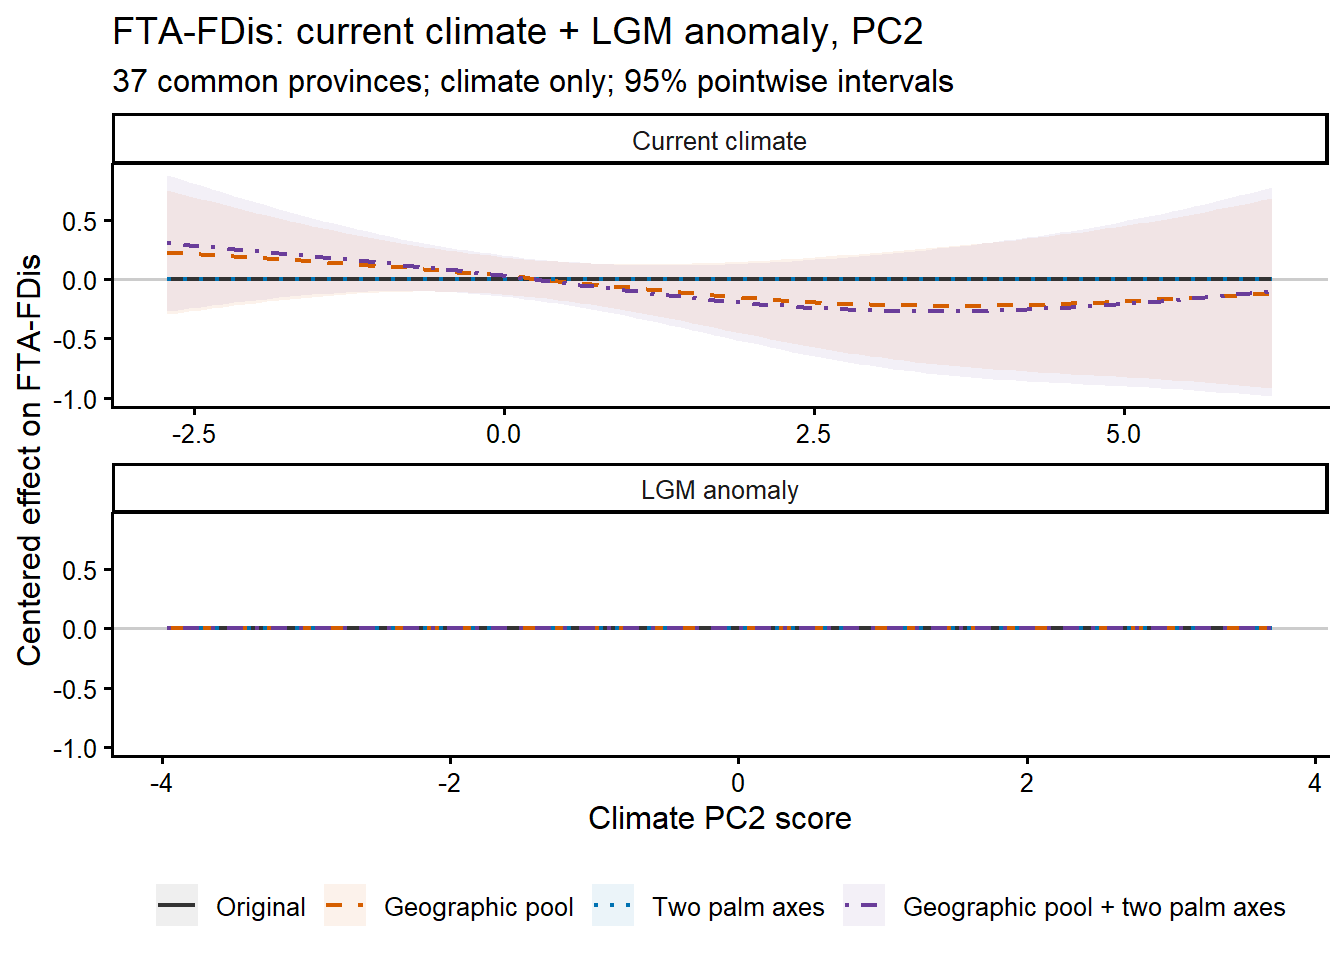 FTA-FDis: current climate + LGM anomaly, PC2
37 common provinces; climate only; 95% pointwise intervals
Centered effect on FTA-FDis
Current climate
0.5
0.0
-0.5
-1.0
-2.5 0.0 2.5 5.0
LGM anomaly
0.5
0.0
-0.5
-1.0
-4 -2 0 2 4
Climate PC2 score
Original Geographic pool Two palm axes Geographic pool + two palm axes